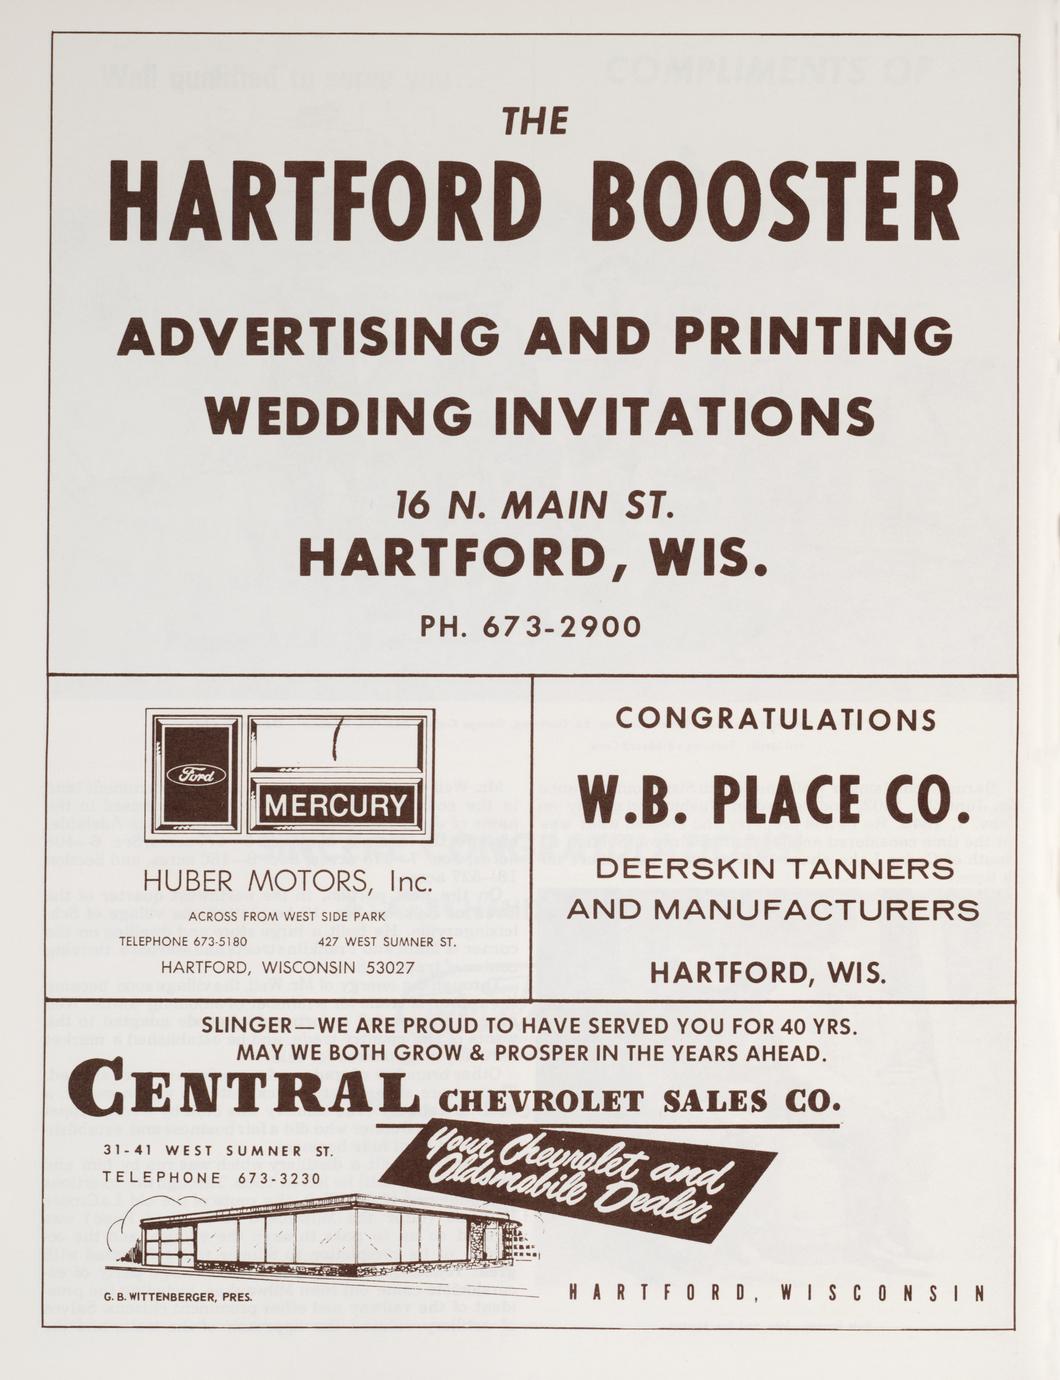 THE
HARTFORD BOOSTER
ADVERTISING AND PRINTING
WEDDING INVITATIONS
16 N. MAIN ST.
HARTFORD, WIS.
PH. 673-2900
Ford
MERCURY
HUBER MOTORS, Inc.
ACROSS FROM WEST SIDE PARK
TELEPHONE 673-5180 427 WEST SUMNER ST.
HARTFORD, WISCONSIN 53027
CONGRATULATIONS
W.B. PLACE CO.
DEERSKIN TANNERS
AND MANUFACTURERS
HARTFORD, WIS.
SLINGER—WE ARE PROUD TO HAVE SERVED YOU FOR 40 YRS.
MAY WE BOTH GROW & PROSPER IN THE YEARS AHEAD.
CENTRAL CHEVROLET SALES CO.
31-41 WEST SUMNER ST.
TELEPHONE 673-3230
Your Chevrolet and
Oldsmobile Dealer
G. B. WITTENBERGER, PRES.
HARTFORD, WISCONSIN